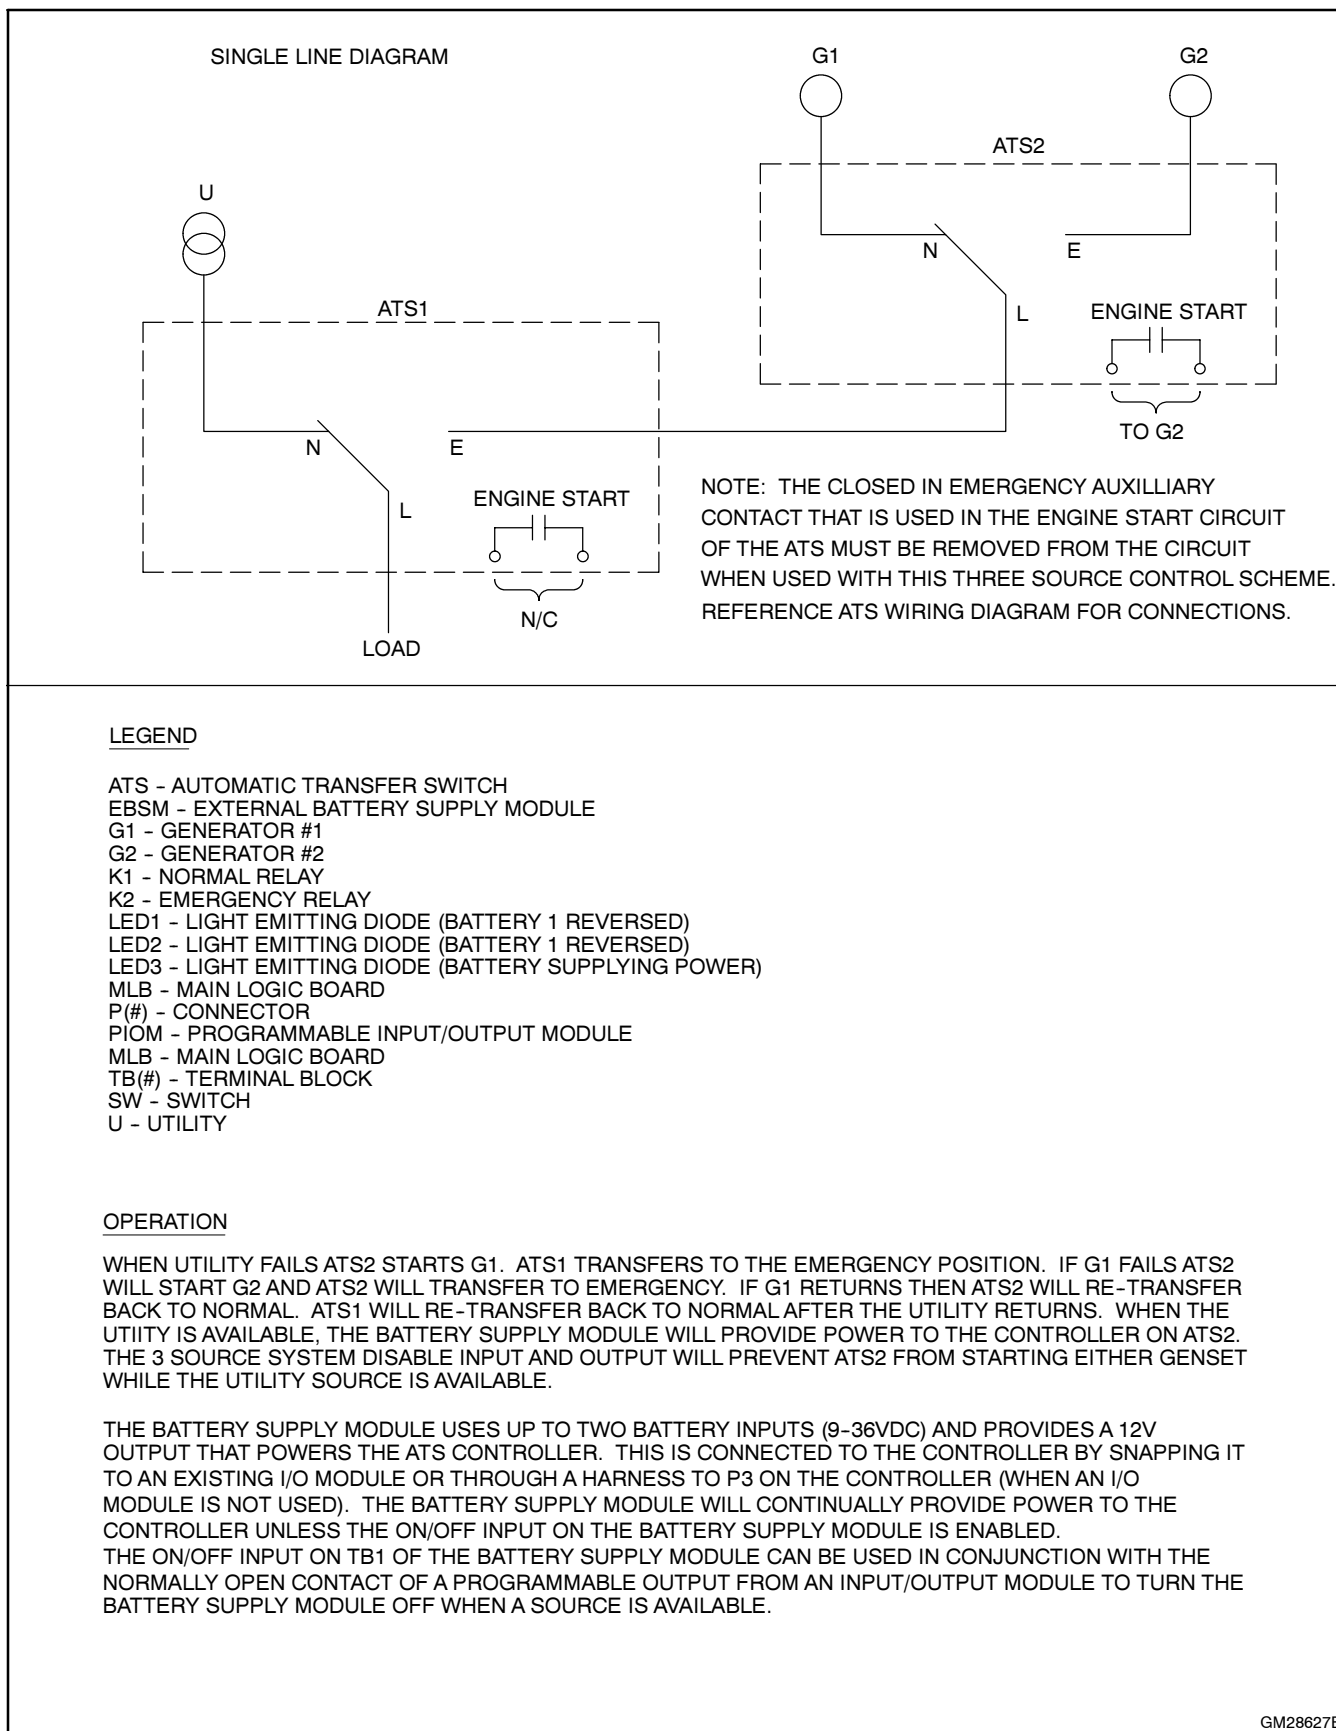 SINGLE LINE DIAGRAM
G1
G2
ATS2
U
N
E
ATS1
L
ENGINE START
N
E
TO G2
L
ENGINE START
N/C
LOAD
NOTE: THE CLOSED IN EMERGENCY AUXILLIARY
CONTACT THAT IS USED IN THE ENGINE START CIRCUIT
OF THE ATS MUST BE REMOVED FROM THE CIRCUIT
WHEN USED WITH THIS THREE SOURCE CONTROL SCHEME.
REFERENCE ATS WIRING DIAGRAM FOR CONNECTIONS.
LEGEND
ATS - AUTOMATIC TRANSFER SWITCH
EBSM - EXTERNAL BATTERY SUPPLY MODULE
G1 - GENERATOR #1
G2 - GENERATOR #2
K1 - NORMAL RELAY
K2 - EMERGENCY RELAY
LED1 - LIGHT EMITTING DIODE (BATTERY 1 REVERSED)
LED2 - LIGHT EMITTING DIODE (BATTERY 1 REVERSED)
LED3 - LIGHT EMITTING DIODE (BATTERY SUPPLYING POWER)
MLB - MAIN LOGIC BOARD
P(#) - CONNECTOR
PIOM - PROGRAMMABLE INPUT/OUTPUT MODULE
MLB - MAIN LOGIC BOARD
TB(#) - TERMINAL BLOCK
SW - SWITCH
U - UTILITY
OPERATION
WHEN UTILITY FAILS ATS2 STARTS G1. ATS1 TRANSFERS TO THE EMERGENCY POSITION. IF G1 FAILS ATS2
WILL START G2 AND ATS2 WILL TRANSFER TO EMERGENCY. IF G1 RETURNS THEN ATS2 WILL RE-TRANSFER
BACK TO NORMAL. ATS1 WILL RE-TRANSFER BACK TO NORMAL AFTER THE UTILITY RETURNS. WHEN THE
UTIITY IS AVAILABLE, THE BATTERY SUPPLY MODULE WILL PROVIDE POWER TO THE CONTROLLER ON ATS2.
THE 3 SOURCE SYSTEM DISABLE INPUT AND OUTPUT WILL PREVENT ATS2 FROM STARTING EITHER GENSET
WHILE THE UTILITY SOURCE IS AVAILABLE.
THE BATTERY SUPPLY MODULE USES UP TO TWO BATTERY INPUTS (9-36VDC) AND PROVIDES A 12V
OUTPUT THAT POWERS THE ATS CONTROLLER. THIS IS CONNECTED TO THE CONTROLLER BY SNAPPING IT
TO AN EXISTING I/O MODULE OR THROUGH A HARNESS TO P3 ON THE CONTROLLER (WHEN AN I/O
MODULE IS NOT USED). THE BATTERY SUPPLY MODULE WILL CONTINUALLY PROVIDE POWER TO THE
CONTROLLER UNLESS THE ON/OFF INPUT ON THE BATTERY SUPPLY MODULE IS ENABLED.
THE ON/OFF INPUT ON TB1 OF THE BATTERY SUPPLY MODULE CAN BE USED IN CONJUNCTION WITH THE
NORMALLY OPEN CONTACT OF A PROGRAMMABLE OUTPUT FROM AN INPUT/OUTPUT MODULE TO TURN THE
BATTERY SUPPLY MODULE OFF WHEN A SOURCE IS AVAILABLE.
GM28627E